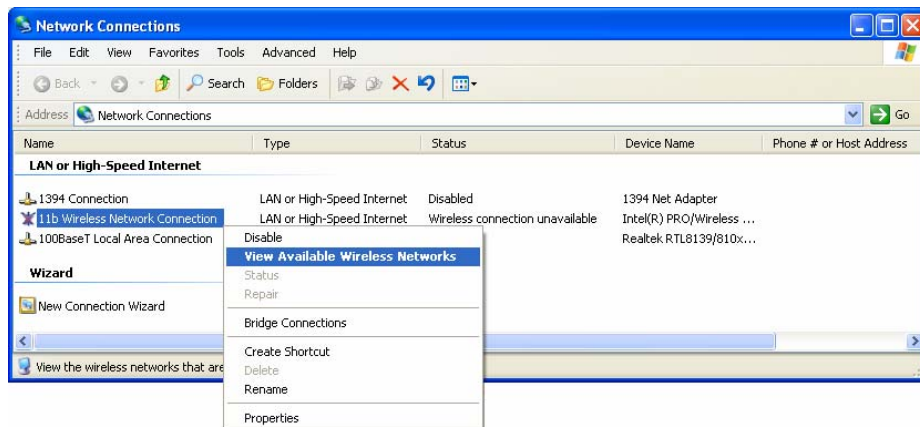 Network Connections
File Edit View Favorites Tools Advanced Help
Back Search Folders
Address Network Connections Go
Name Type Status Device Name Phone # or Host Address
LAN or High-Speed Internet
1394 Connection LAN or High-Speed Internet Disabled 1394 Net Adapter
11b Wireless Network Connection LAN or High-Speed Internet Wireless connection unavailable Intel(R) PRO/Wireless ...
100BaseT Local Area Connection Realtek RTL8139/810x...
Disable
View Available Wireless Networks
Status
Repair
Bridge Connections
Create Shortcut
Delete
Rename
Properties
Wizard
New Connection Wizard
View the wireless networks that are